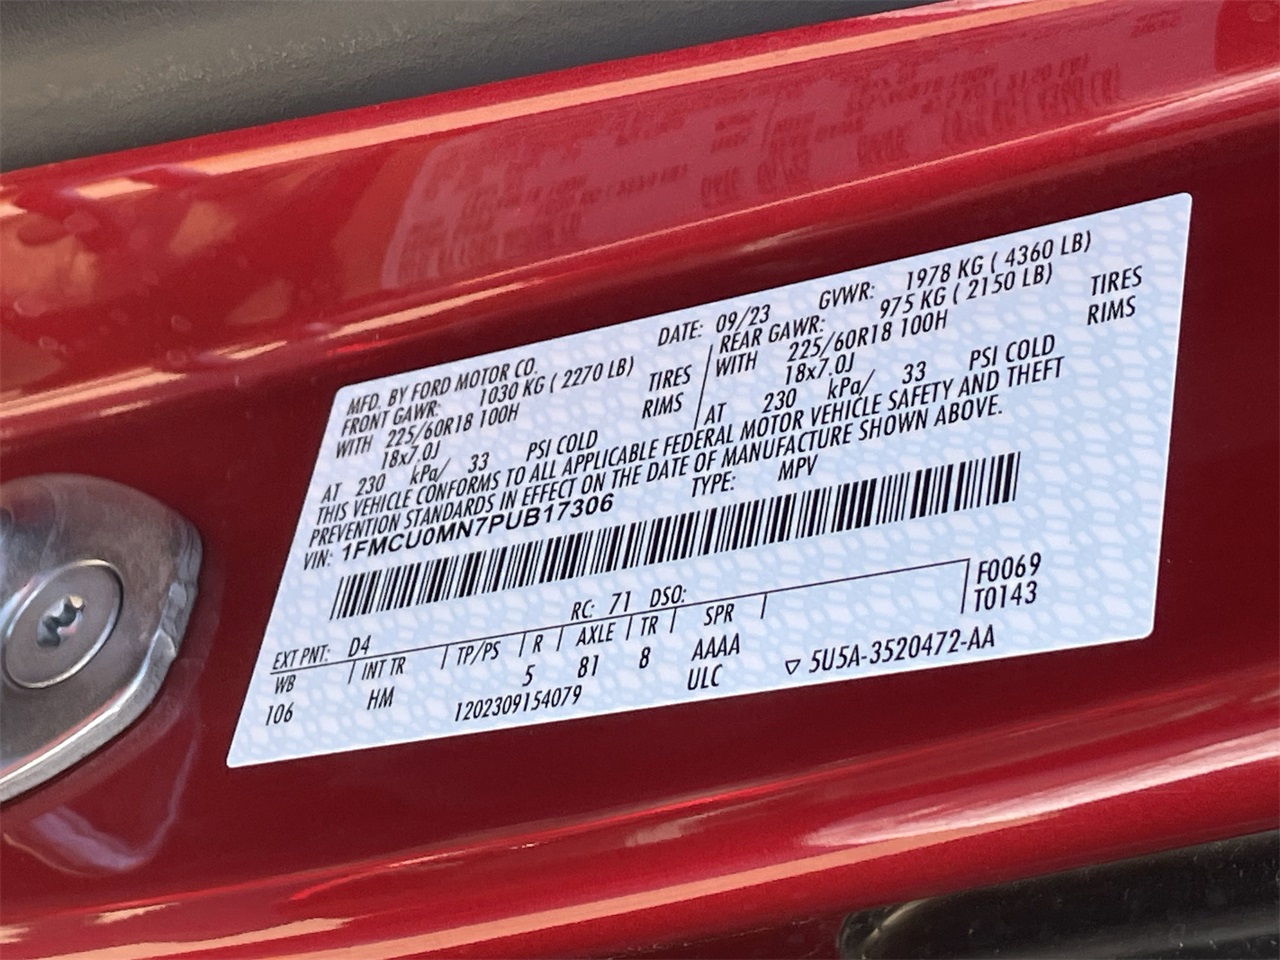 MFD. BY FORD MOTOR CO.
DATE: 09/23 GVWR: 1978 KG ( 4360 LB)
FRONT GAWR: 1030 KG ( 2270 LB)
WITH 225/60R18 100H TIRES
18x7.0J RIMS
AT 230 kPa/ 33 PSI COLD
REAR GAWR: 975 KG ( 2150 LB)
WITH 225/60R18 100H TIRES
18x7.0J RIMS
AT 230 kPa/ 33 PSI COLD
THIS VEHICLE CONFORMS TO ALL APPLICABLE FEDERAL MOTOR VEHICLE SAFETY AND THEFT
PREVENTION STANDARDS IN EFFECT ON THE DATE OF MANUFACTURE SHOWN ABOVE.
VIN: 1FMCU0MN7PUB17306 TYPE: MPV
EXT PNT: D4 RC: 71 DSO:
WB INT TR TP/PS R AXLE TR SPR
106 HM 5 81 8 AAAA
ULC
1202309154079
F0069
T0143
▽ 5U5A-3520472-AA